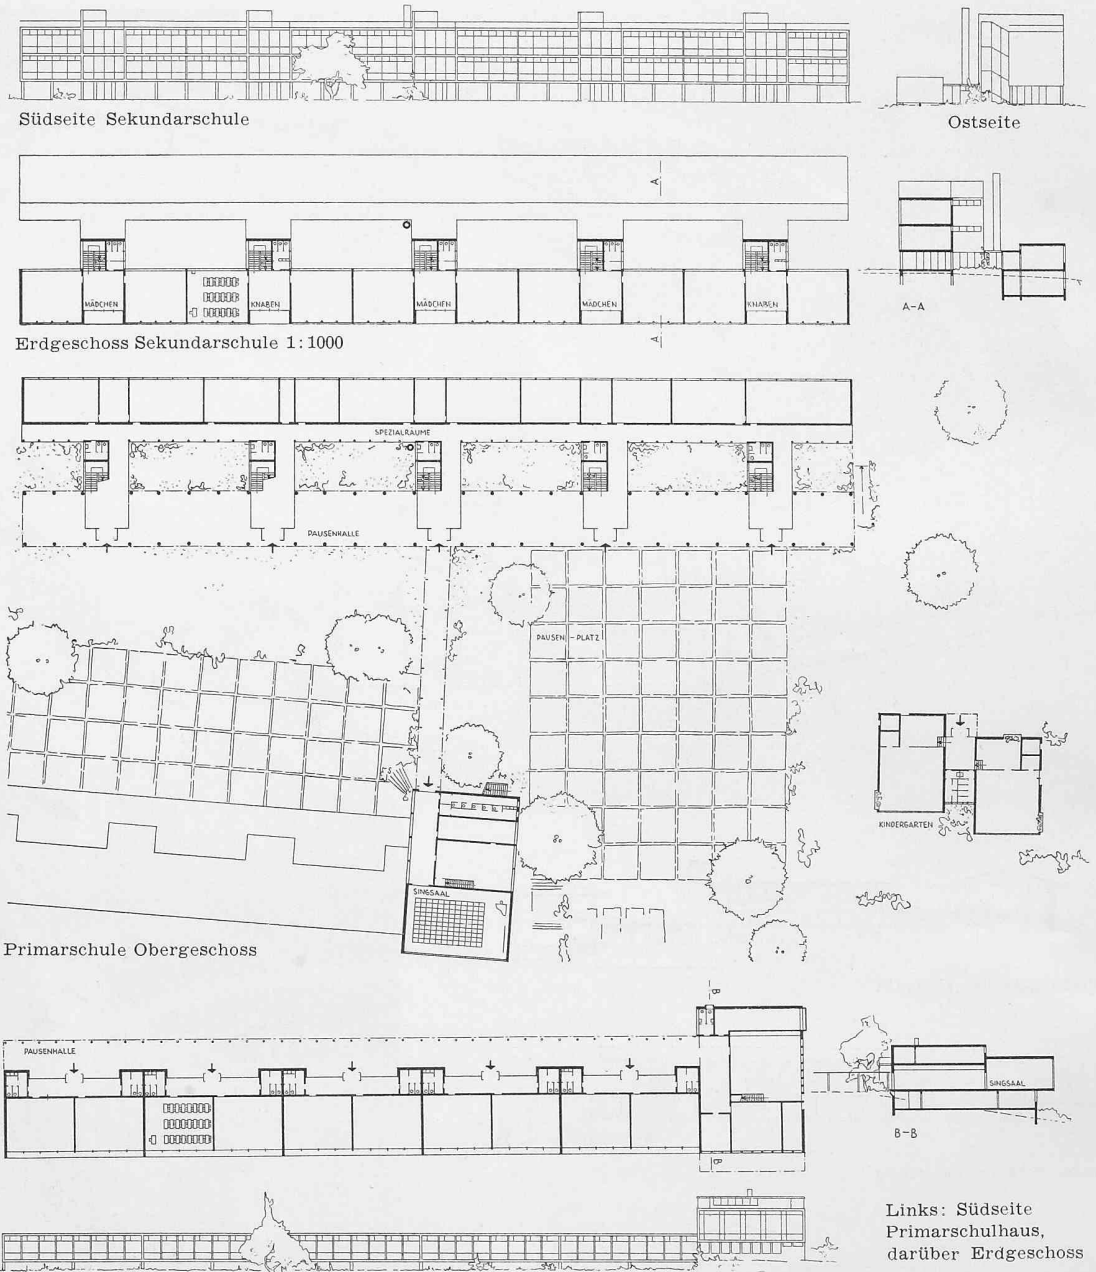 Südseite Sekundarschule
Ostseite
A
MÄDCHEN
KNABEN
MÄDCHEN
MÄDCHEN
KNABEN
A
A-A
Erdgeschoss Sekundarschule 1:1000
SPEZIALRÄUME
PAUSENHALLE
PAUSEN - PLATZ
KINDERGARTEN
SINGSAAL
Primarschule Obergeschoss
B
PAUSENHALLE
SINGSAAL
B-B
B
Links: Südseite
Primarschulhaus,
darüber Erdgeschoss